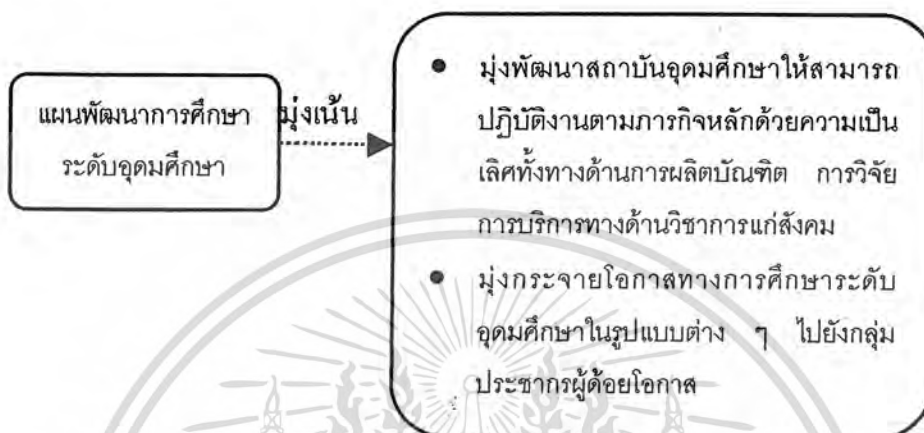 แผนพัฒนาการศึกษา
ระดับอุดมศึกษา
มุ่งเน้น
● มุ่งพัฒนาสถาบันอุดมศึกษาให้สามารถ
ปฏิบัติงานตามภารกิจหลักด้วยความเป็น
เลิศทั้งทางด้านการผลิตบัณฑิต การวิจัย
การบริการทางด้านวิชาการแก่สังคม
● มุ่งกระจายโอกาสทางการศึกษาระดับ
อุดมศึกษาในรูปแบบต่าง ๆ ไปยังกลุ่ม
ประชากรผู้ด้อยโอกาส